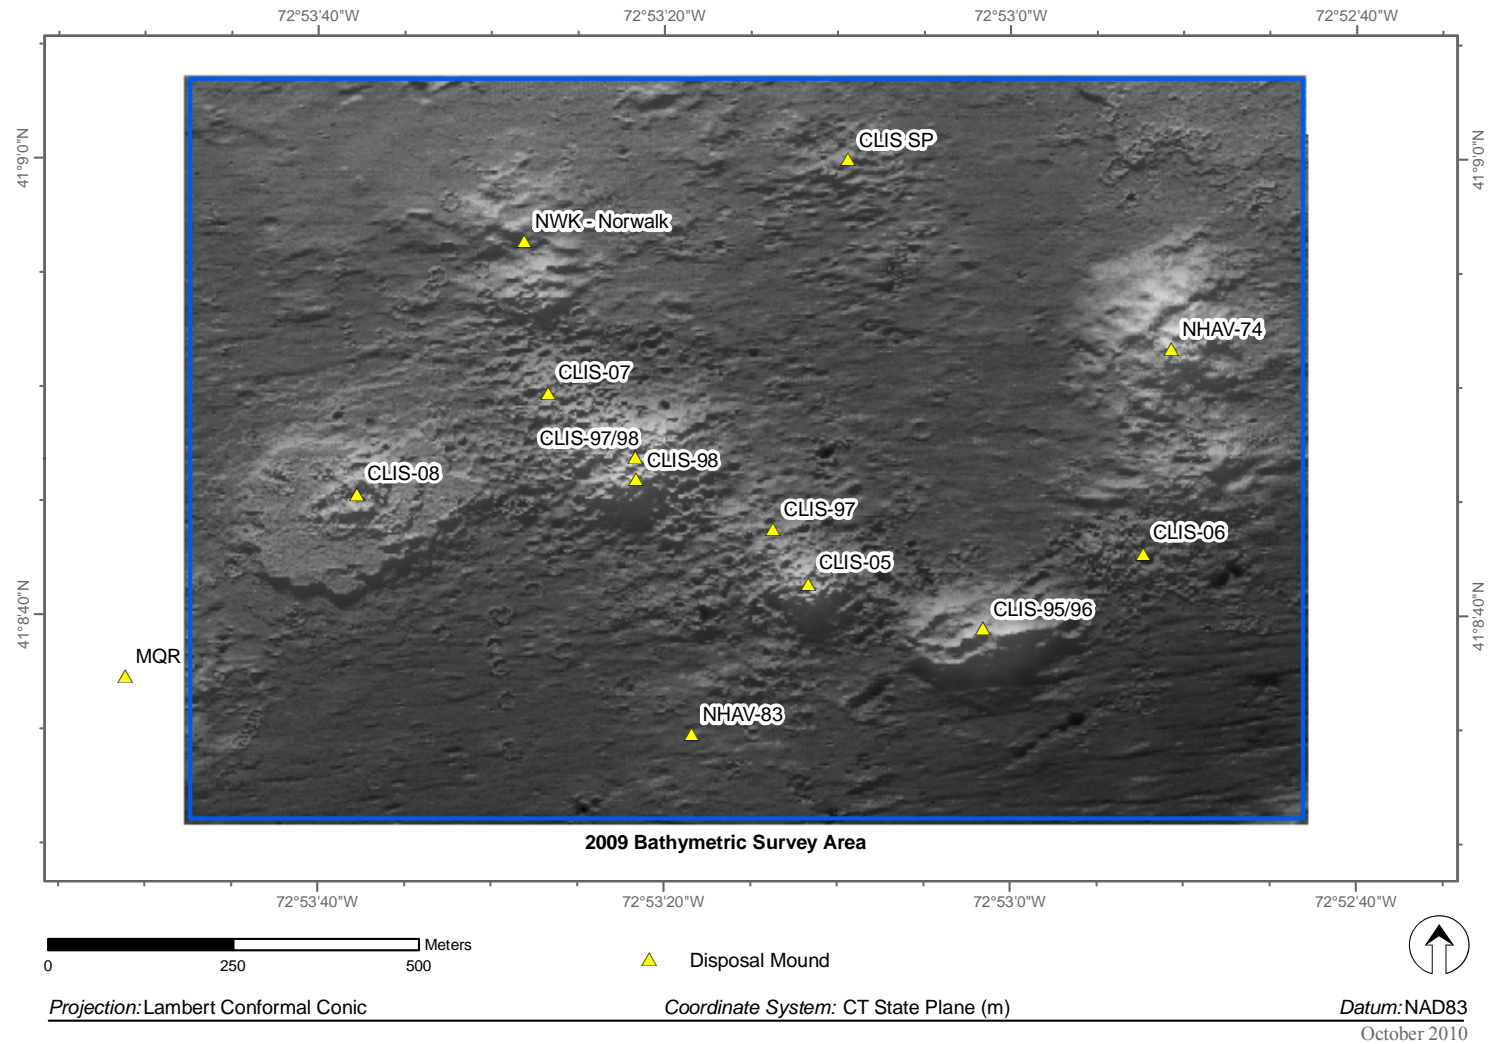 72°53'40"W 72°53'20"W 72°53'0"W 72°52'40"W
41°9'0"N
41°9'0"N
CLIS SP
NWK - Norwalk
NHAV-74
CLIS-07
CLIS-97/98
CLIS-98
CLIS-08
CLIS-97
CLIS-06
CLIS-05
CLIS-95/96
41°8'40"N
41°8'40"N
MQR
NHAV-83
2009 Bathymetric Survey Area
72°53'40"W 72°53'20"W 72°53'0"W 72°52'40"W
Meters
0 250 500
Disposal Mound
Projection: Lambert Conformal Conic
Coordinate System: CT State Plane (m)
Datum: NAD83
October 2010